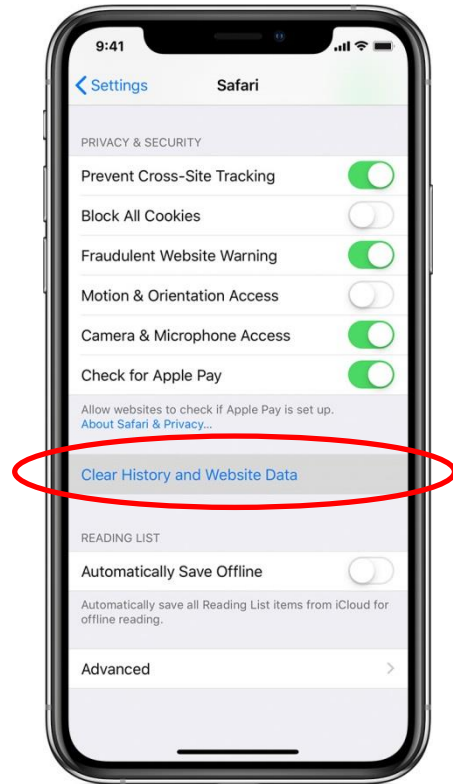 9:41
Settings Safari
PRIVACY & SECURITY
Prevent Cross-Site Tracking
Block All Cookies
Fraudulent Website Warning
Motion & Orientation Access
Camera & Microphone Access
Check for Apple Pay
Allow websites to check if Apple Pay is set up.
About Safari & Privacy...
Clear History and Website Data
READING LIST
Automatically Save Offline
Automatically save all Reading List items from iCloud for
offline reading.
Advanced